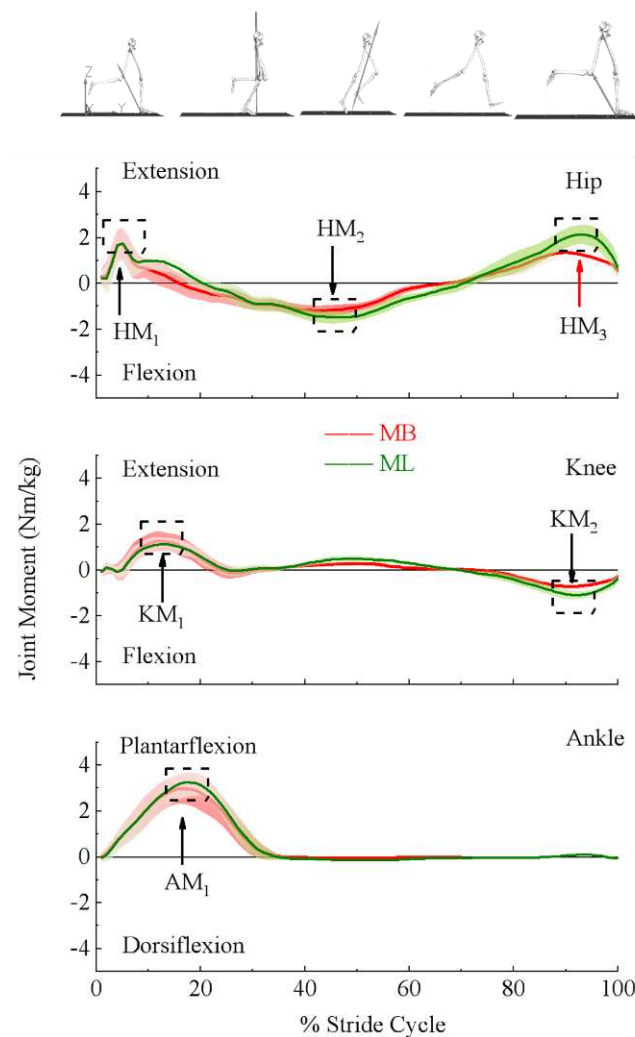 Z
X
Y
Extension
Hip
HM₂
HM₁
HM₃
Flexion
4
2
0
-2
-4
MB
ML
Extension
Knee
KM₂
KM₁
Flexion
4
2
0
-2
-4
Joint Moment (Nm/kg)
Plantarflexion
Ankle
AM₁
Dorsiflexion
4
2
0
-2
-4
0 20 40 60 80 100
% Stride Cycle